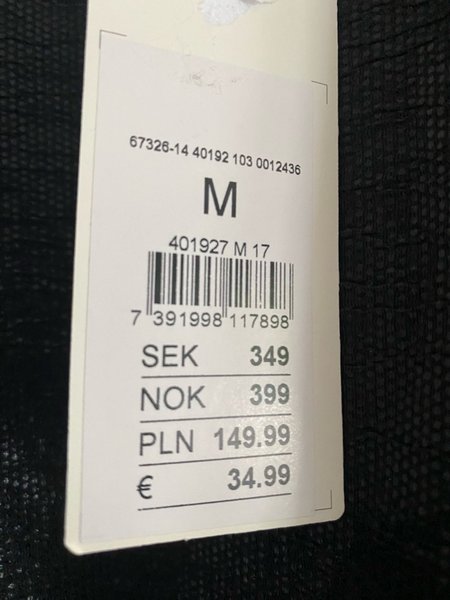 67326-14 40192 103 0012436
M
401927 M 17
7 391998 117898
SEK 349
NOK 399
PLN 149.99
€ 34.99